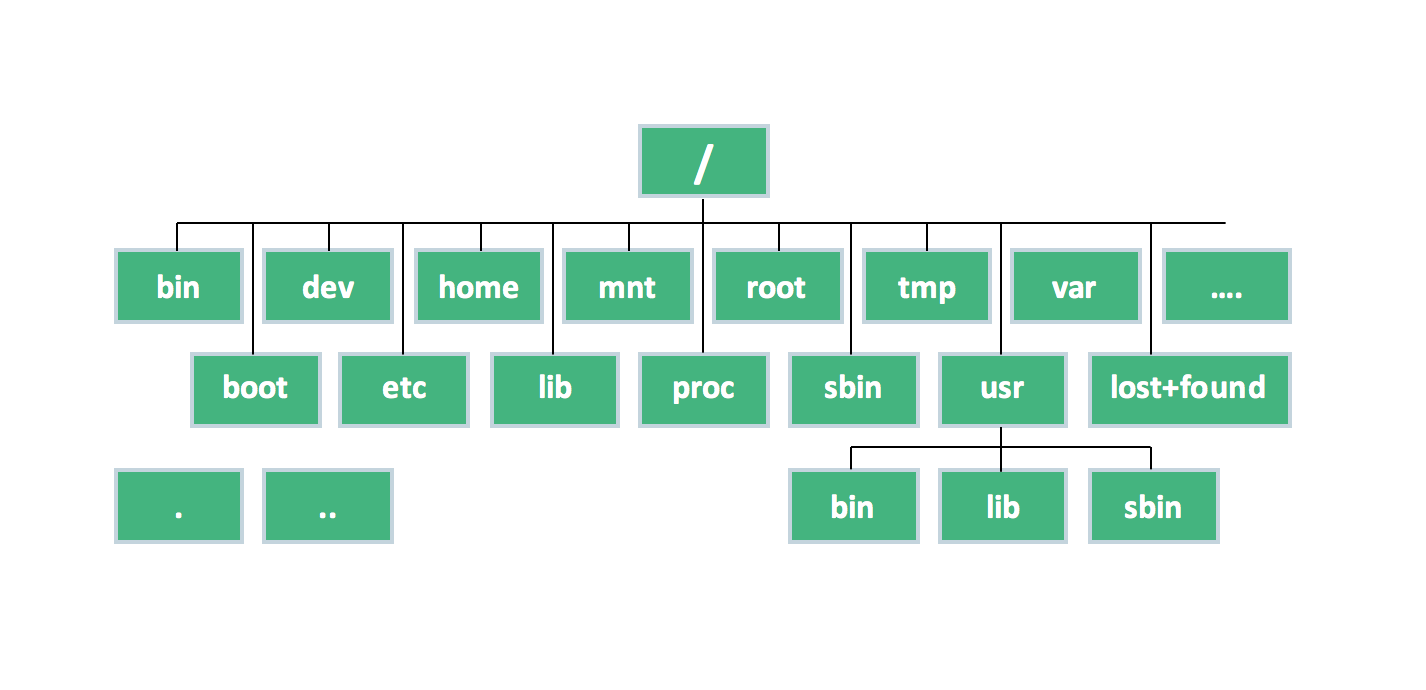 /
bin dev home mnt root tmp var ....
boot etc lib proc sbin usr lost+found
. .. bin lib sbin